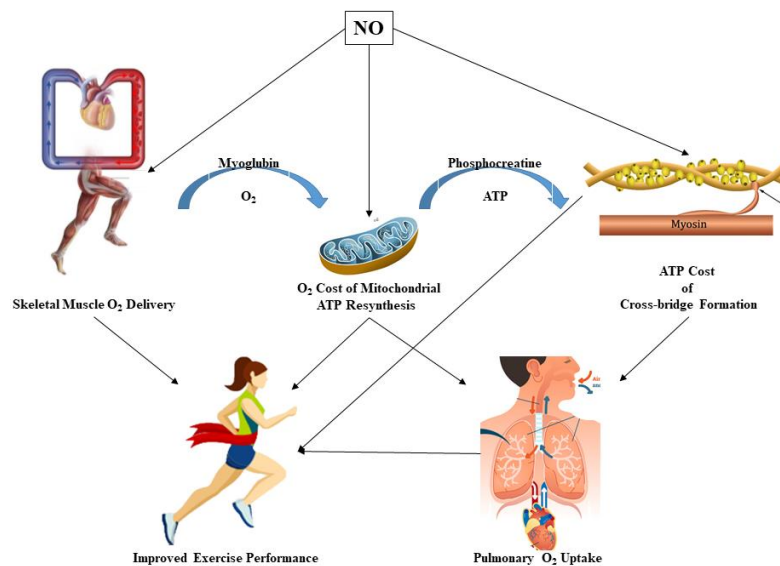 NO
Myoglubin
O₂
Phosphocreatine
ATP
Myosin
Skeletal Muscle O₂ Delivery
O₂ Cost of Mitochondrial
ATP Resynthesis
ATP Cost
of
Cross-bridge Formation
Air
Improved Exercise Performance
Pulmonary O₂ Uptake